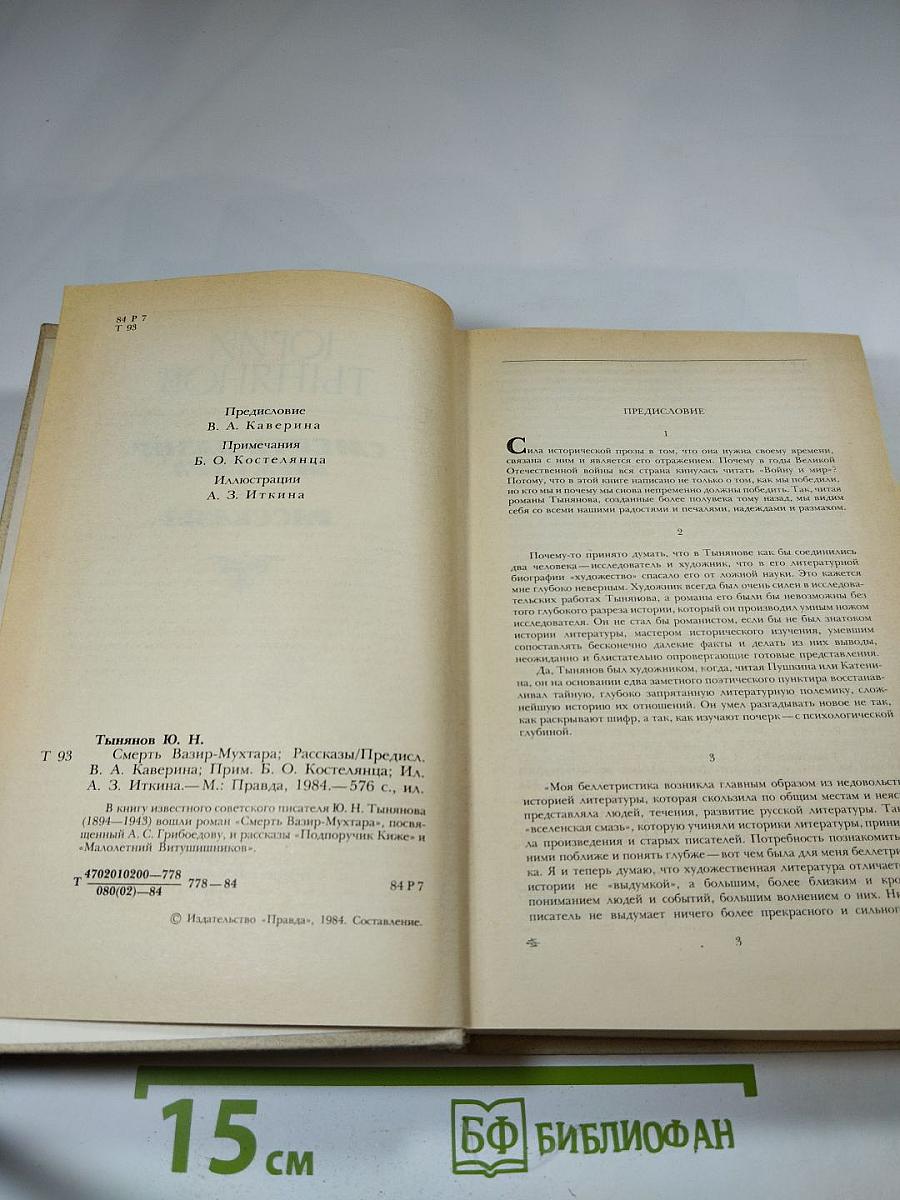 84 Р 7
Т 93
Предисловие
В. А. Каверина
Примечания
Б. О. Костелянца
Иллюстрации
А. З. Иткина
Тынянов Ю. Н.
Т 93 Смерть Вазир-Мухтара; Рассказы/Предисл.
В. А. Каверина; Прим. Б. О. Костелянца; Ил.
А. З. Иткина.— М.: Правда, 1984.— 576 с., ил.
В книгу известного советского писателя Ю. Н. Тынянова
(1894—1943) вошли роман «Смерть Вазир-Мухтара», посвя-
щенный А. С. Грибоедову, и рассказы «Подпоручик Киже» и
«Малолетний Витушишников».
Т 4702010200—778
080(02)—84
778—84
84 Р 7
© Издательство «Правда», 1984. Составление.
ПРЕДИСЛОВИЕ
1
Сила исторической прозы в том, что она нужна своему времени,
связана с ним и является его отражением. Почему в годы Великой
Отечественной войны вся страна кинулась читать «Войну и мир»?
Потому, что в этой книге написано не только о том, как мы победили,
но кто мы и почему мы снова непременно должны победить. Так, читая
романы Тынянова, созданные более полувека тому назад, мы видим
себя со всеми нашими радостями и печалями, надеждами и размахом.
2
Почему-то принято думать, что в Тынянове как бы соединились
два человека — исследователь и художник, что в его литературной
биографии «художество» спасало его от ложной науки. Это кажется
мне глубоко неверным. Художник всегда был очень силен в исследова-
тельских работах Тынянова, а романы его были бы невозможны без
того глубокого разреза истории, который он производил умным ножом
исследователя. Он не стал бы романистом, если бы не был знатоком
истории литературы, мастером исторического изучения, умевшим
сопоставлять бесконечно далекие факты и делать из них выводы,
неожиданно и блистательно опровергающие готовые представления.
Да, Тынянов был художником, когда, читая Пушкина или Катени-
на, он на основании едва заметного поэтического пунктира восстанав-
ливал тайную, глубоко запрятанную литературную полемику, слож-
нейшую историю их отношений. Он умел разгадывать новое не так,
как раскрывают шифр, а так, как изучают почерк — с психологической
глубиной.
3
«Моя беллетристика возникла главным образом из недовольст
историей литературы, которая скользила по общим местам и неяс
представляла людей, течения, развитие русской литературы. Так
«вселенская смазь», которую учиняли историки литературы, прини
ла произведения и старых писателей. Потребность познакомить
ними поближе и понять глубже — вот чем была для меня беллетри
ка. Я и теперь думаю, что художественная литература отличаетс
истории не «выдумкой», а большим, более близким и кро
пониманием людей и событий, большим волнением о них. Ни
писатель не выдумает ничего более прекрасного и сильног
3
15 см
БФ БИБЛИОФАН